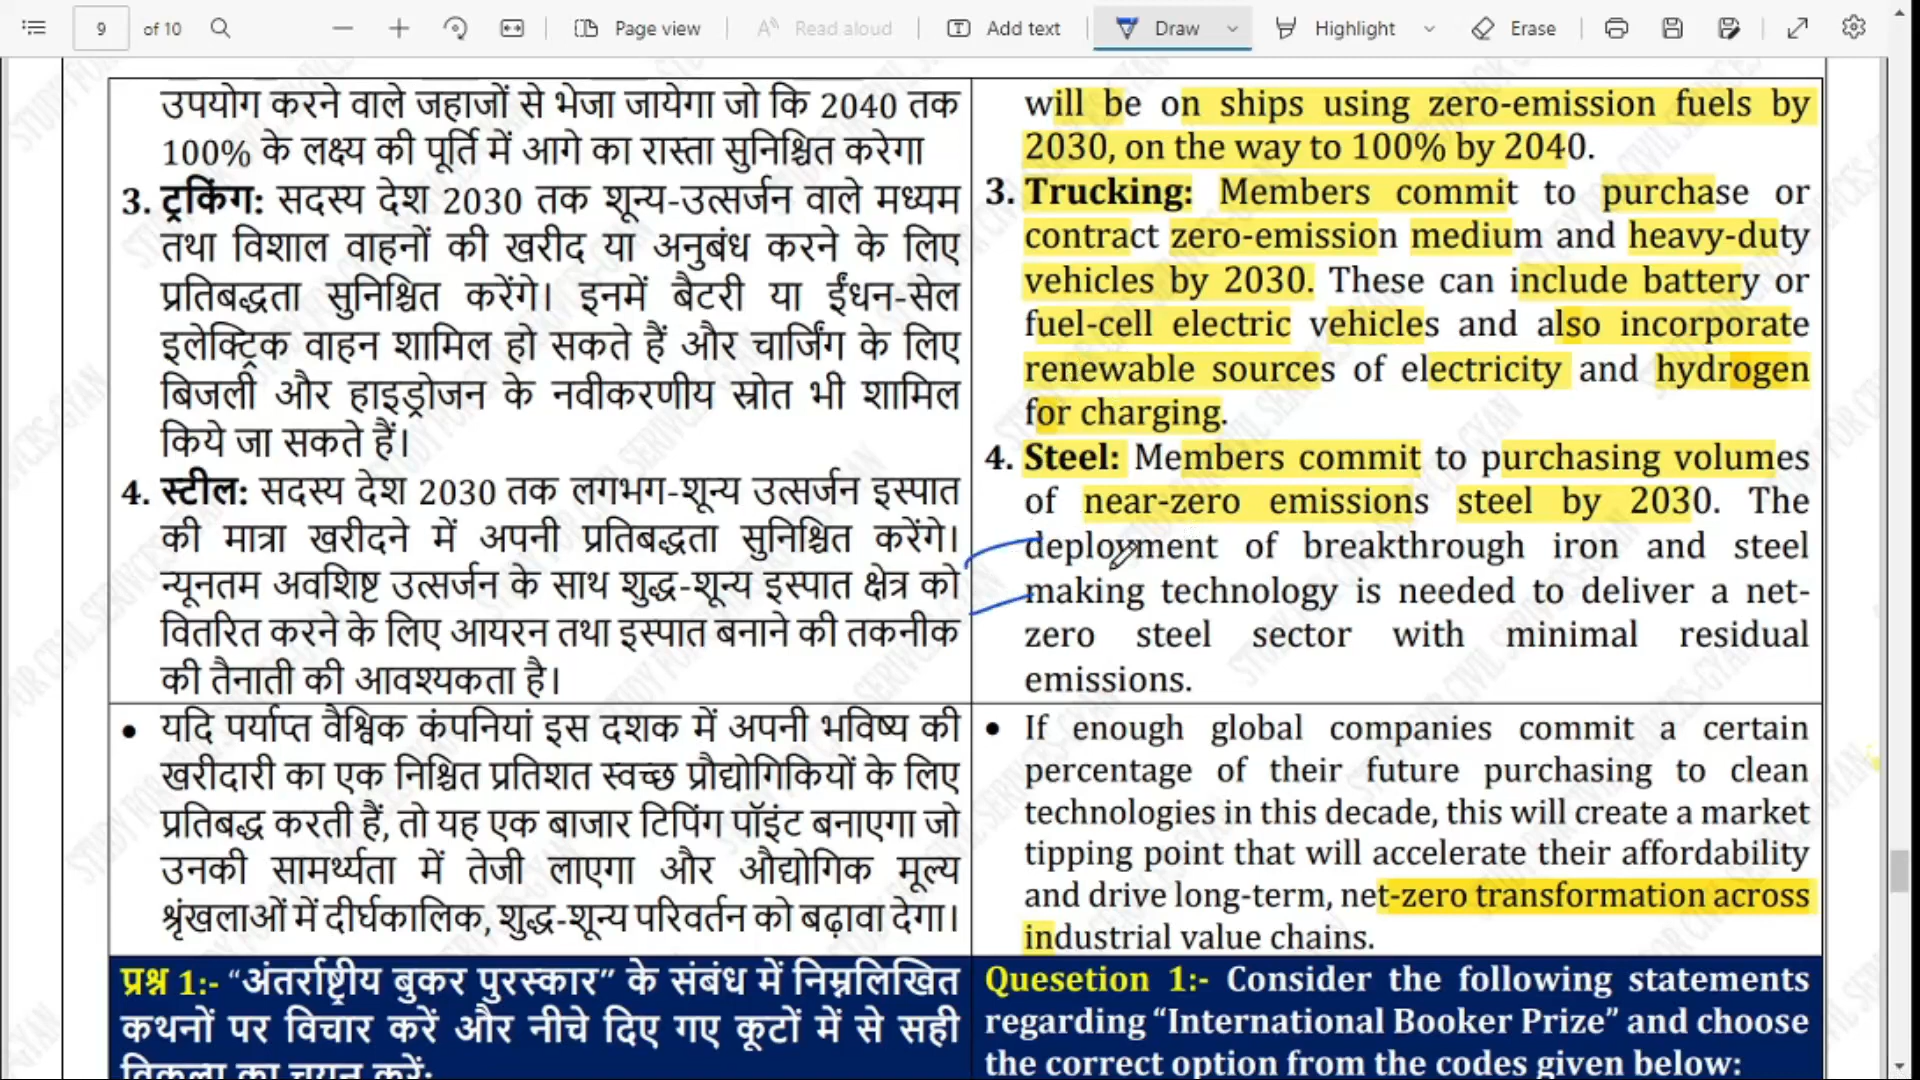 9 of 10 Page view Read aloud Add text Draw Highlight Erase
उपयोग करने वाले जहाजों से भेजा जायेगा जो कि 2040 तक
100% के लक्ष्य की पूर्ति में आगे का रास्ता सुनिश्चित करेगा
3. ट्रकिंग: सदस्य देश 2030 तक शून्य-उत्सर्जन वाले मध्यम
तथा विशाल वाहनों की खरीद या अनुबंध करने के लिए
प्रतिबद्धता सुनिश्चित करेंगे। इनमें बैटरी या ईंधन-सेल
इलेक्ट्रिक वाहन शामिल हो सकते हैं और चार्जिंग के लिए
बिजली और हाइड्रोजन के नवीकरणीय स्रोत भी शामिल
किये जा सकते हैं।
4. स्टील: सदस्य देश 2030 तक लगभग-शून्य उत्सर्जन इस्पात
की मात्रा खरीदने में अपनी प्रतिबद्धता सुनिश्चित करेंगे।
न्यूनतम अवशिष्ट उत्सर्जन के साथ शुद्ध-शून्य इस्पात क्षेत्र को
वितरित करने के लिए आयरन तथा इस्पात बनाने की तकनीक
की तैनाती की आवश्यकता है।
will be on ships using zero-emission fuels by
2030, on the way to 100% by 2040.
3. Trucking: Members commit to purchase or
contract zero-emission medium and heavy-duty
vehicles by 2030. These can include battery or
fuel-cell electric vehicles and also incorporate
renewable sources of electricity and hydrogen
for charging.
4. Steel: Members commit to purchasing volumes
of near-zero emissions steel by 2030. The
deployment of breakthrough iron and steel
making technology is needed to deliver a net-
zero steel sector with minimal residual
emissions.
• यदि पर्याप्त वैश्विक कंपनियां इस दशक में अपनी भविष्य की
खरीदारी का एक निश्चित प्रतिशत स्वच्छ प्रौद्योगिकियों के लिए
प्रतिबद्ध करती हैं, तो यह एक बाजार टिपिंग पॉइंट बनाएगा जो
उनकी सामर्थ्यता में तेजी लाएगा और औद्योगिक मूल्य
श्रृंखलाओं में दीर्घकालिक, शुद्ध-शून्य परिवर्तन को बढ़ावा देगा।
• If enough global companies commit a certain
percentage of their future purchasing to clean
technologies in this decade, this will create a market
tipping point that will accelerate their affordability
and drive long-term, net-zero transformation across
industrial value chains.
प्रश्न 1:- “अंतर्राष्ट्रीय बुकर पुरस्कार” के संबंध में निम्नलिखित
कथनों पर विचार करें और नीचे दिए गए कूटों में से सही
विकल्प का चयन करें:
Quesetion 1:- Consider the following statements
regarding “International Booker Prize” and choose
the correct option from the codes given below: